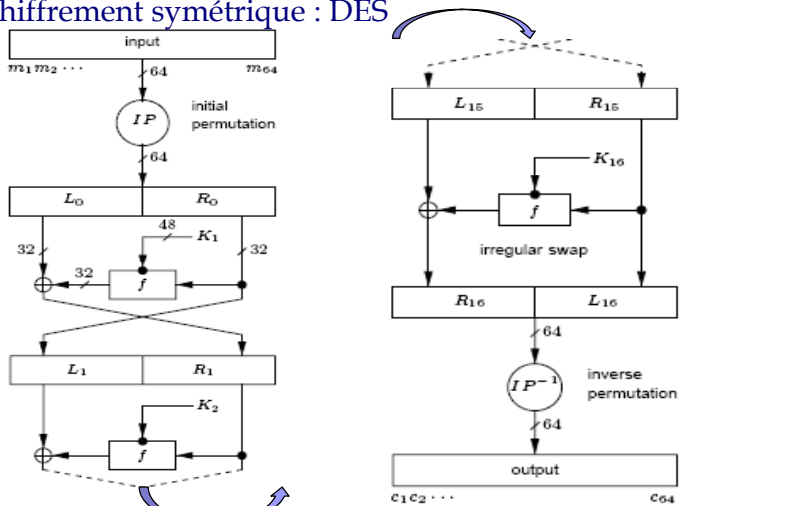 hiffrement symétrique : DES
input
m1m2 ··· m64
64
IP
initial
permutation
64
L0 R0
48
K1
32
32
32
f
L1 R1
K2
f
L15 R15
K16
f
irregular swap
R16 L16
64
IP−1
inverse
permutation
64
output
c1c2 ··· c64